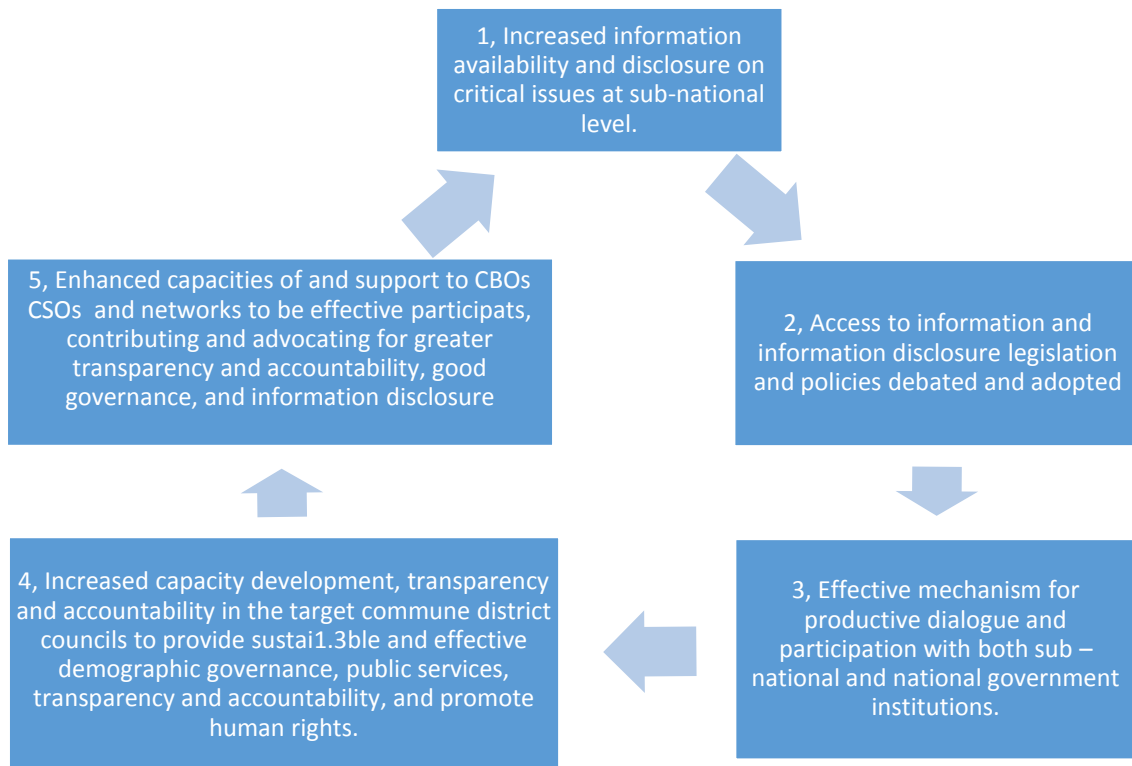 1, Increased information
availability and disclosure on
critical issues at sub-national
level.
2, Access to information and
information disclosure legislation
and policies debated and adopted
3, Effective mechanism for
productive dialogue and
participation with both sub –
national and national government
institutions.
4, Increased capacity development, transparency
and accountability in the target commune district
councils to provide sustai1.3ble and effective
demographic governance, public services,
transparency and accountability, and promote
human rights.
5, Enhanced capacities of and support to CBOs
CSOs and networks to be effective participats,
contributing and advocating for greater
transparency and accountability, good
governance, and information disclosure